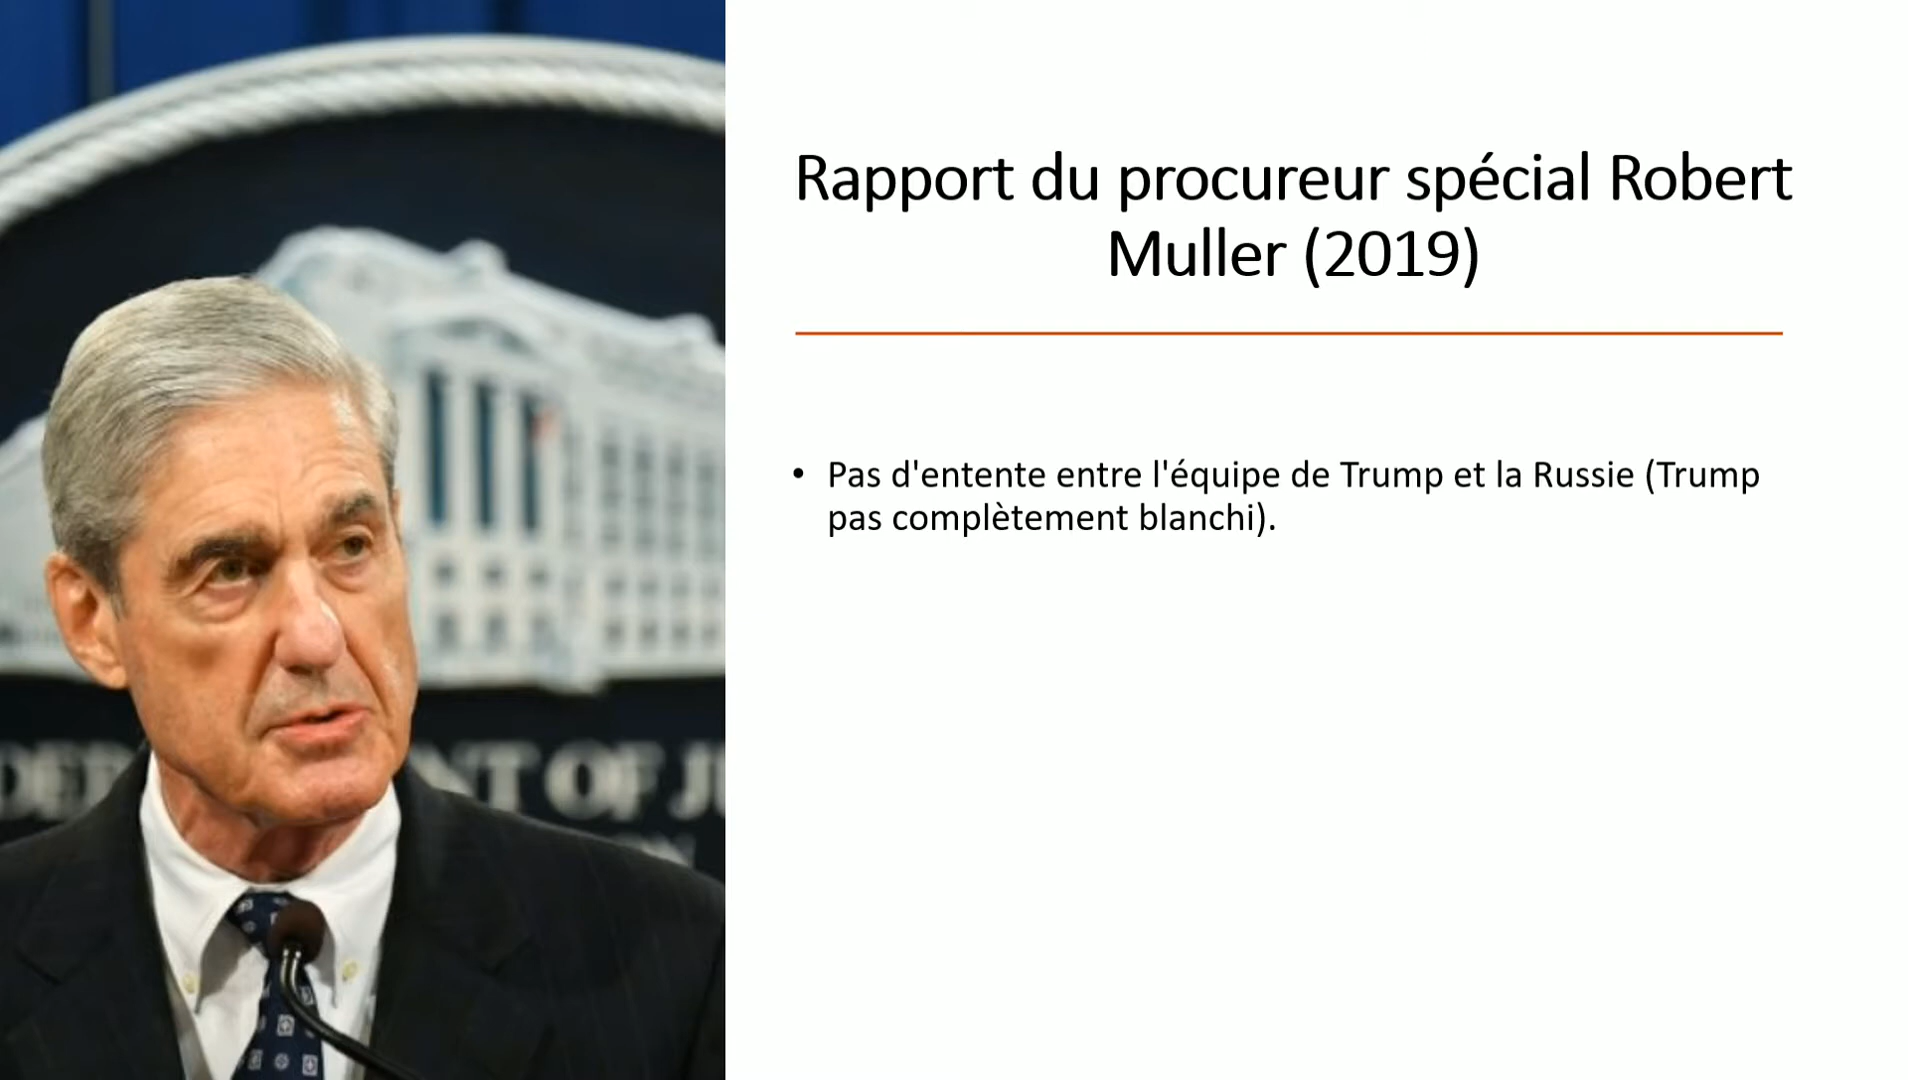 Rapport du procureur spécial Robert
Muller (2019)
• Pas d'entente entre l'équipe de Trump et la Russie (Trump
pas complètement blanchi).